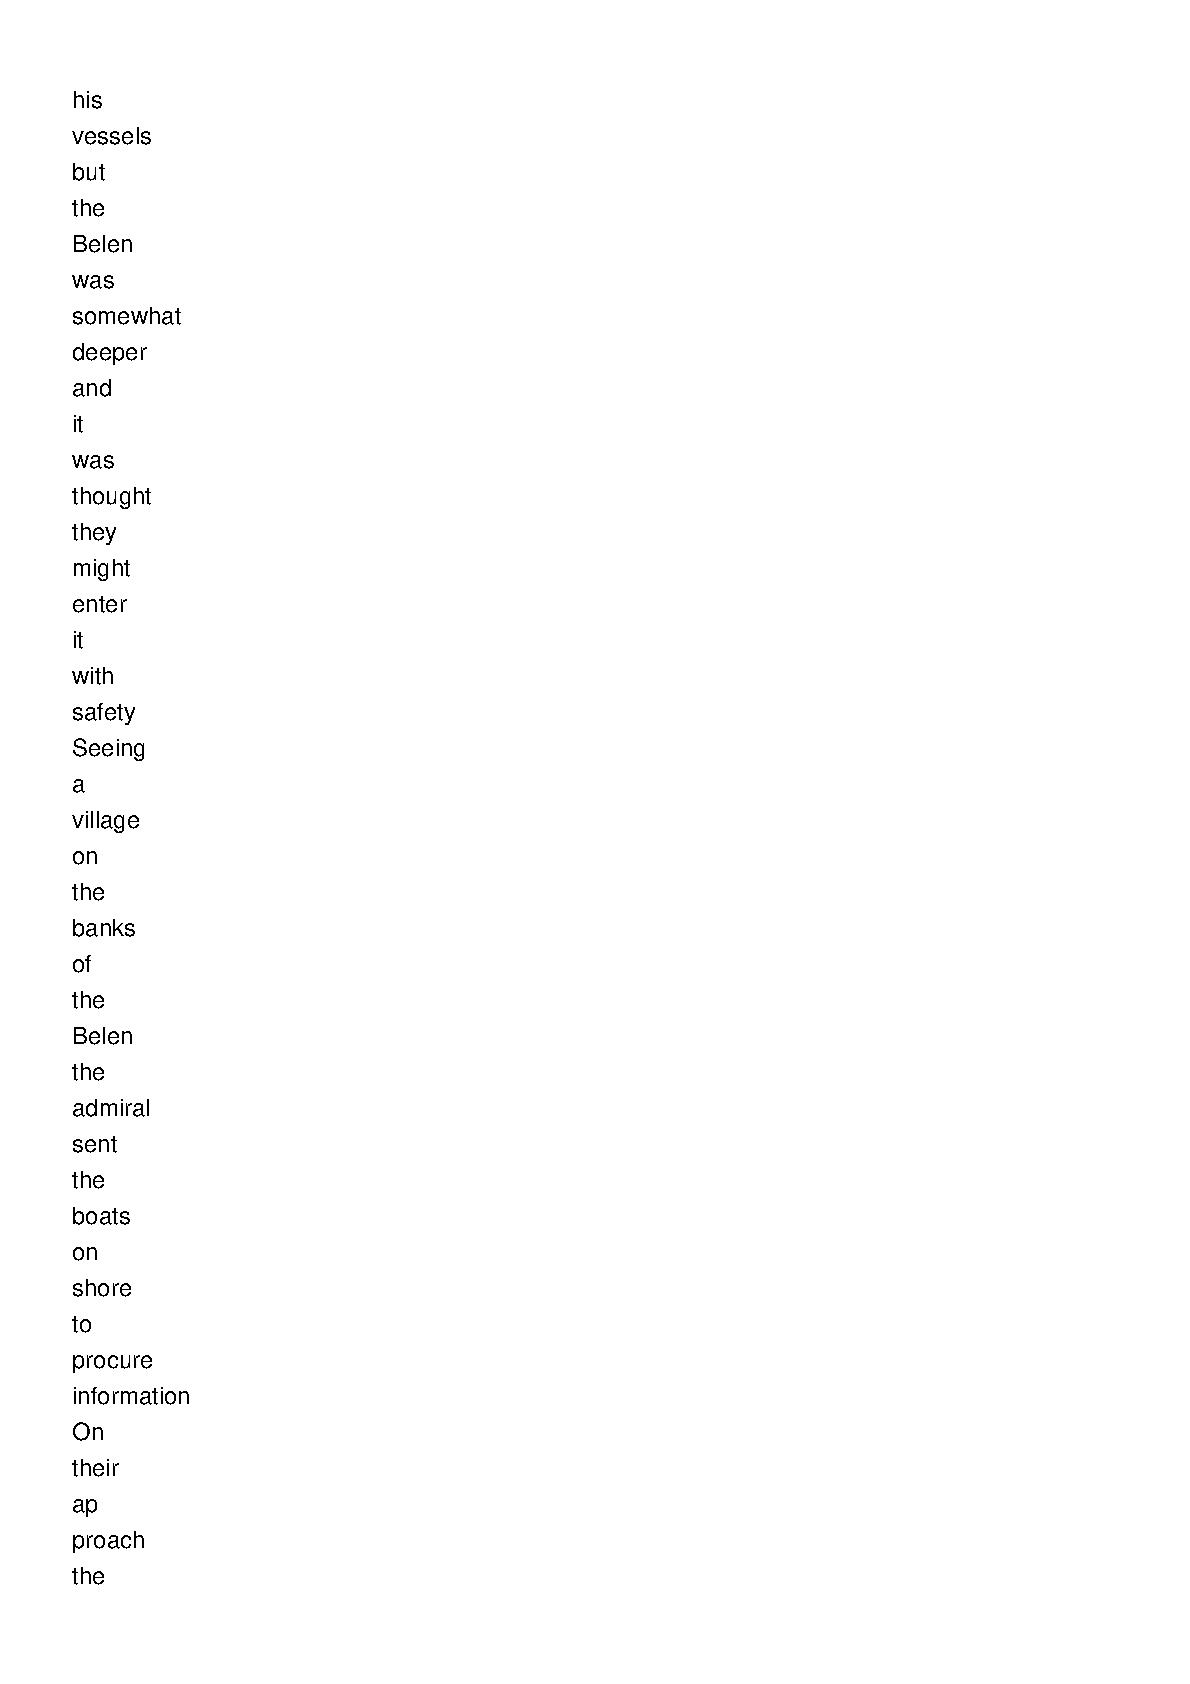 his
vessels
but
the
Belen
was
somewhat
deeper
and
it
was
thought
they
might
enter
it
with
safety
Seeing
a
village
on
the
banks
of
the
Belen
the
admiral
sent
the
boats
on
shore
to
procure
information
On
their
ap
proach
the